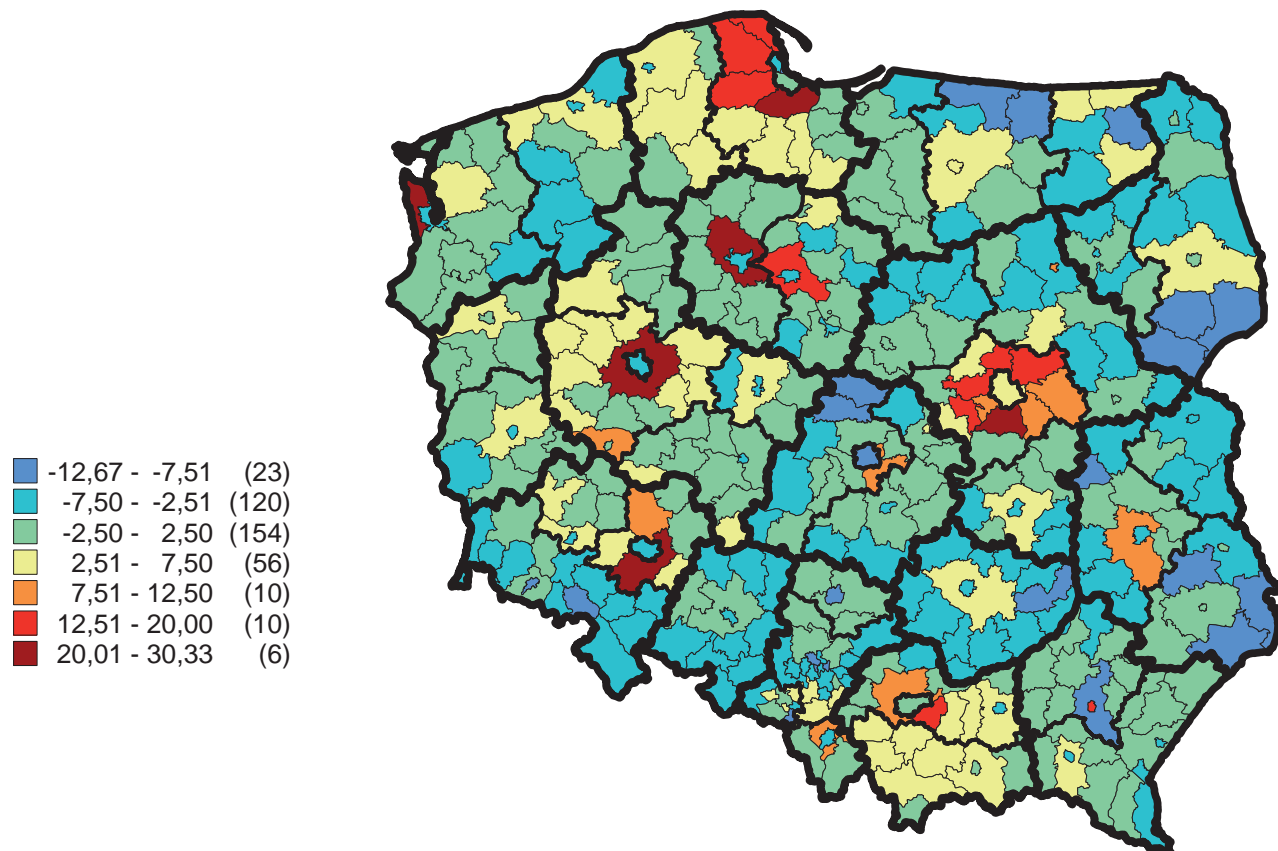 -12,67 - -7,51 (23)
-7,50 - -2,51 (120)
-2,50 - 2,50 (154)
2,51 - 7,50 (56)
7,51 - 12,50 (10)
12,51 - 20,00 (10)
20,01 - 30,33 (6)